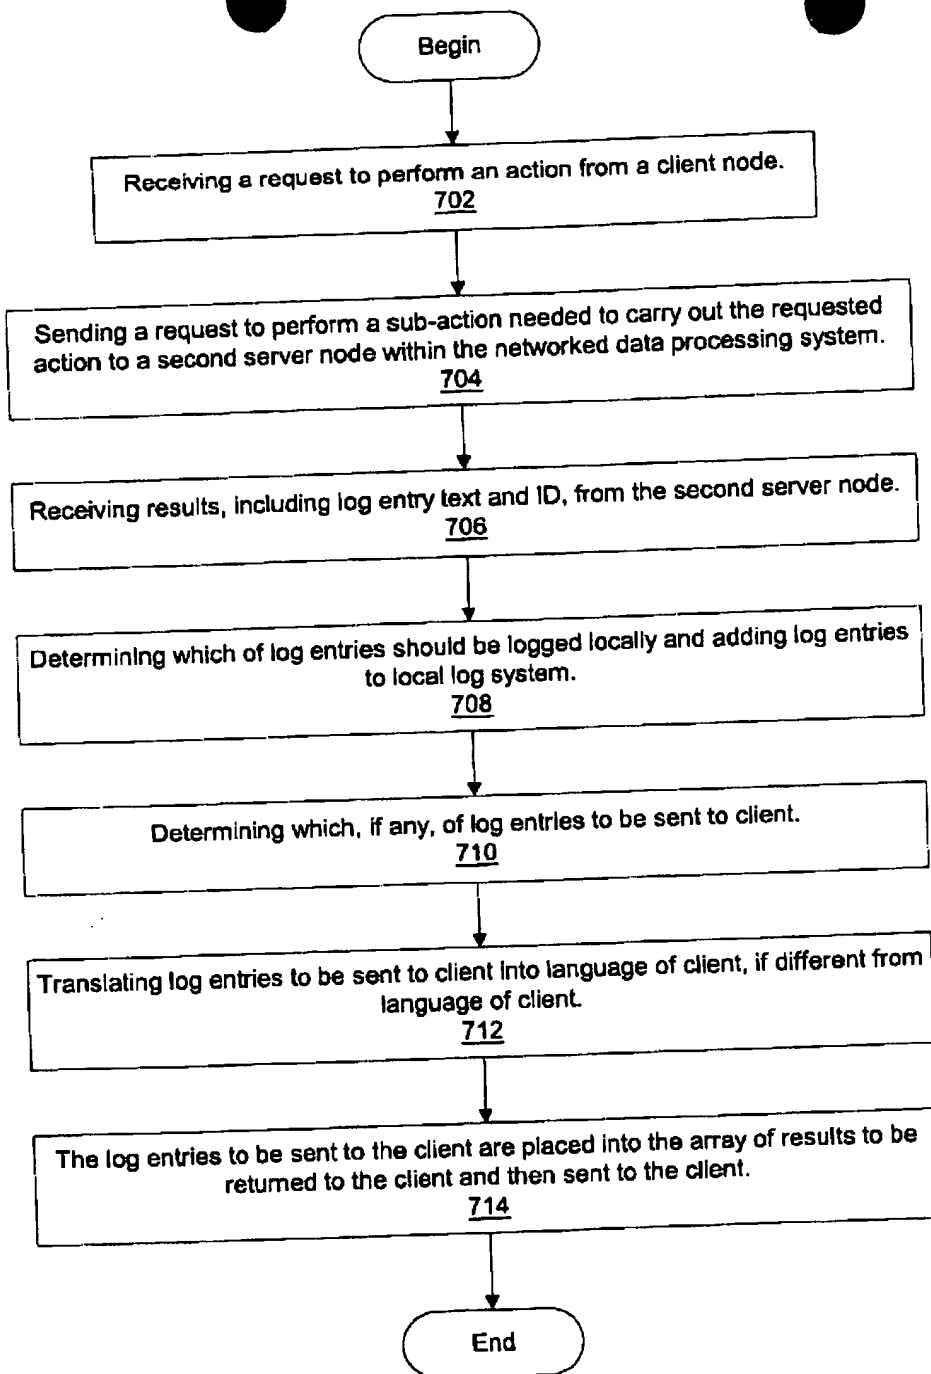 Begin
Receiving a request to perform an action from a client node.
702
Sending a request to perform a sub-action needed to carry out the requested
action to a second server node within the networked data processing system.
704
Receiving results, including log entry text and ID, from the second server node.
706
Determining which of log entries should be logged locally and adding log entries
to local log system.
708
Determining which, if any, of log entries to be sent to client.
710
Translating log entries to be sent to client into language of client, if different from
language of client.
712
The log entries to be sent to the client are placed into the array of results to be
returned to the client and then sent to the client.
714
End